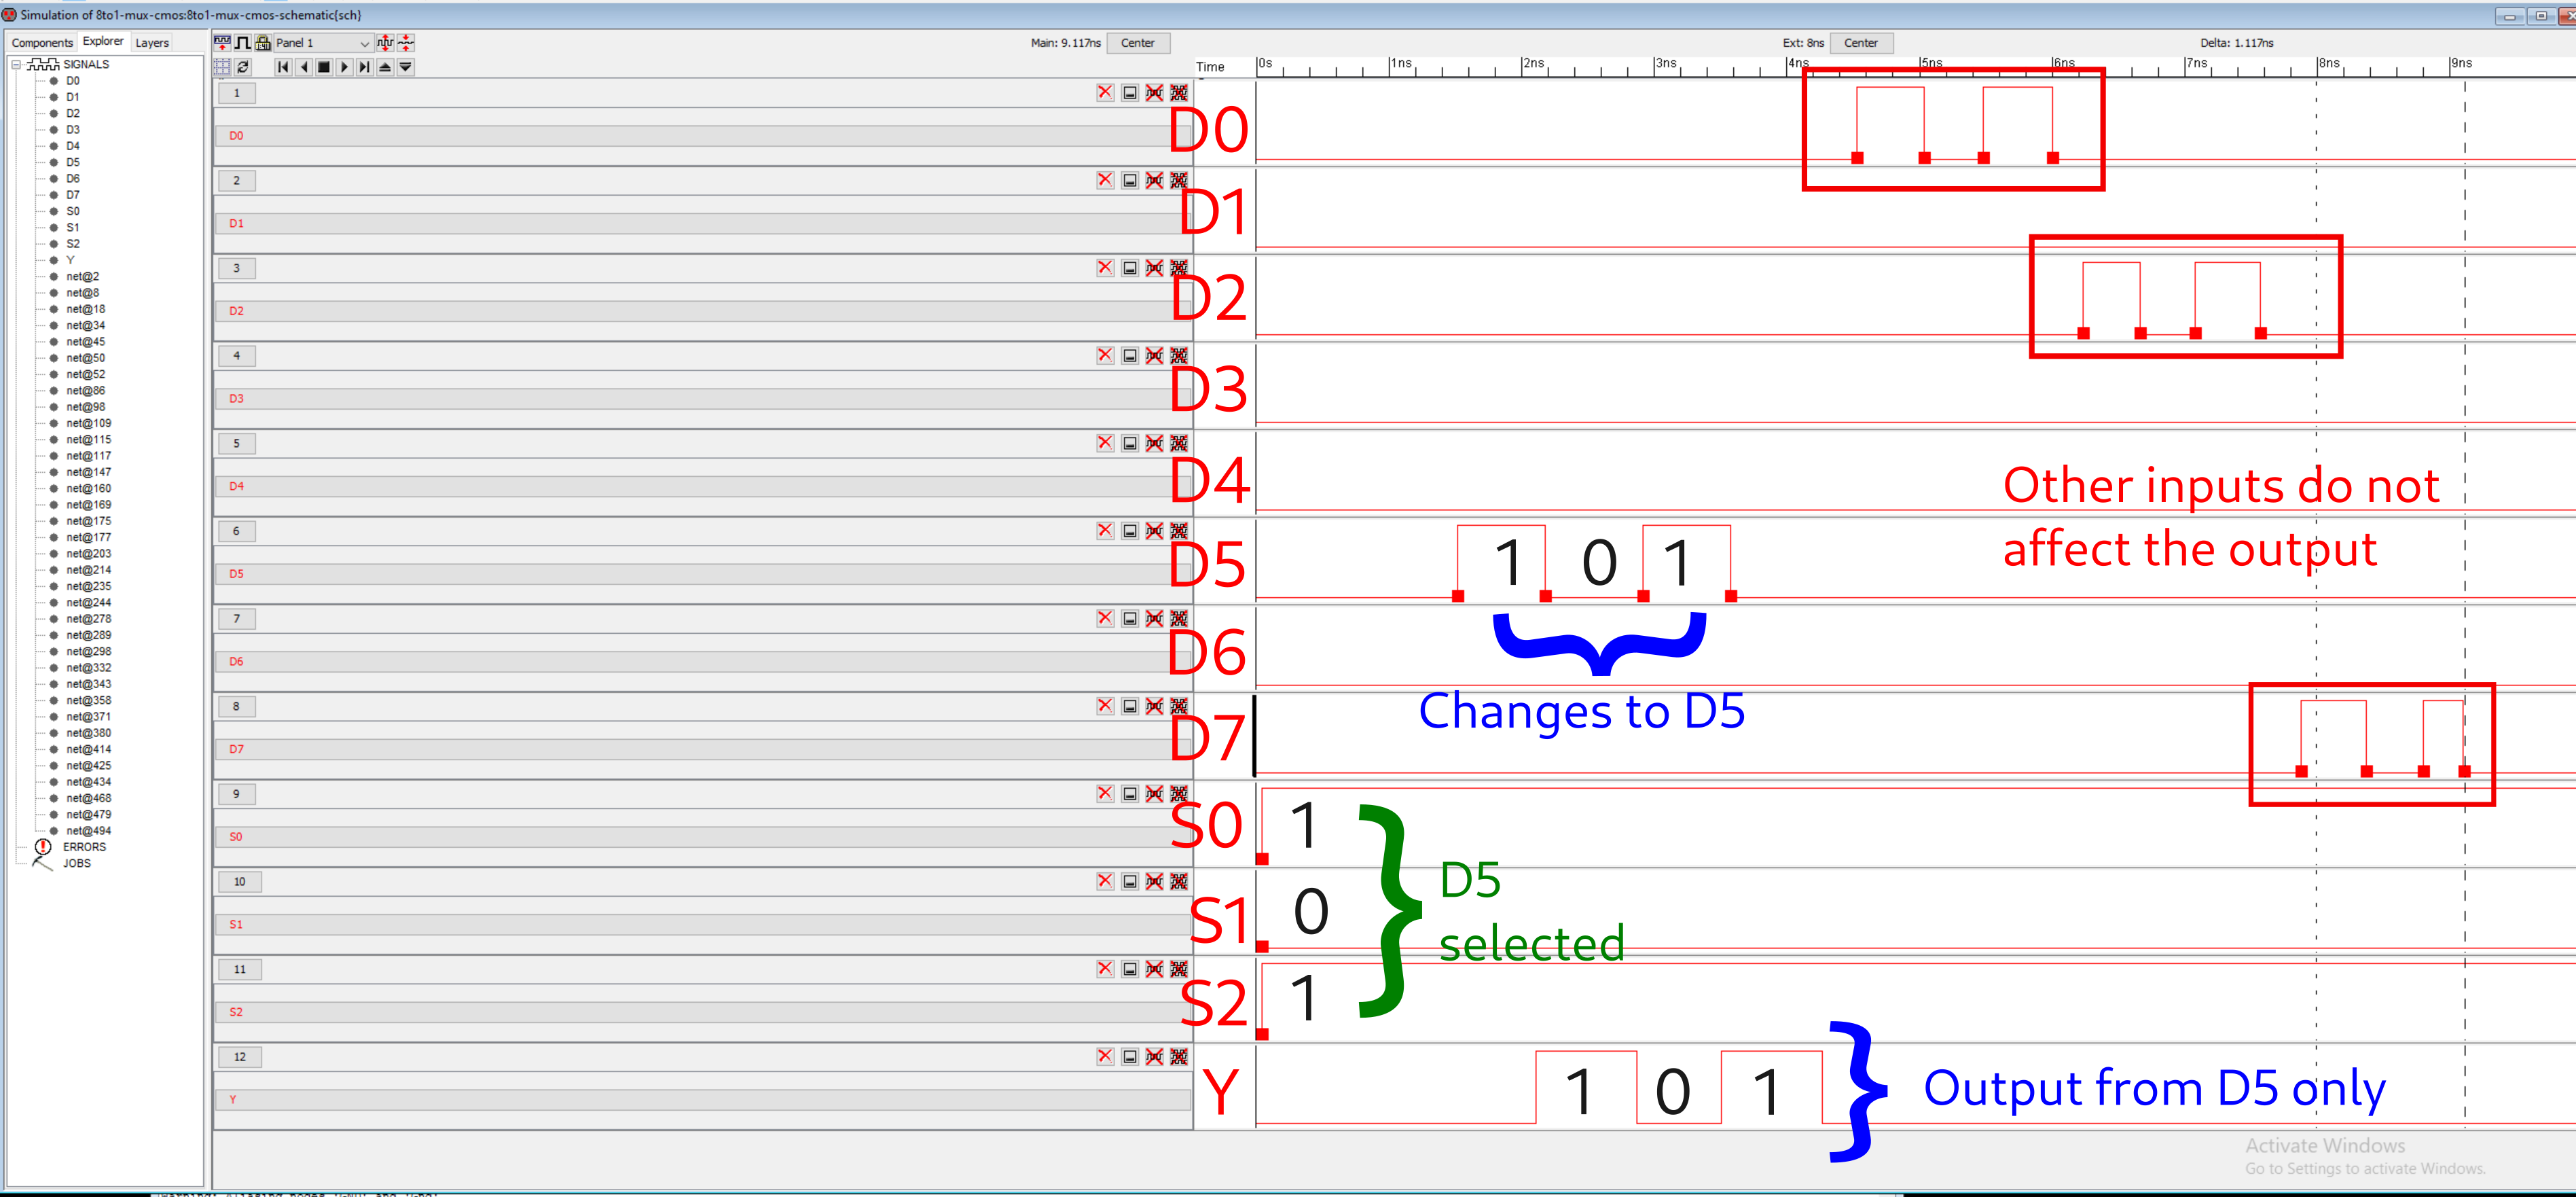 Simulation of 8to1-mux-cmos:8to1-mux-cmos-schematic{sch}
Components Explorer Layers
Panel 1
Main: 9.117ns Center
Ext: 8ns Center
Delta: 1.117ns
Time 0s 1ns 2ns 3ns 4ns 5ns 6ns 7ns 8ns 9ns
SIGNALS
D0
D1
D2
D3
D4
D5
D6
D7
S0
S1
S2
Y
net@2
net@8
net@18
net@34
net@45
net@50
net@52
net@86
net@98
net@109
net@115
net@117
net@147
net@160
net@169
net@175
net@177
net@203
net@214
net@235
net@244
net@278
net@289
net@298
net@332
net@343
net@358
net@371
net@380
net@414
net@425
net@434
net@468
net@479
net@494
ERRORS
JOBS
1
D0 D0
2
D1 D1
3
D2 D2
4
D3 D3
5
D4 D4
Other inputs do not
affect the output
6
D5 D5 1 0 1
7
D6 D6
Changes to D5
8
D7 D7
9
S0 S0 1
10
S1 S1 0
D5
selected
11
S2 S2 1
12
Y Y 1 0 1 Output from D5 only
Activate Windows
Go to Settings to activate Windows.